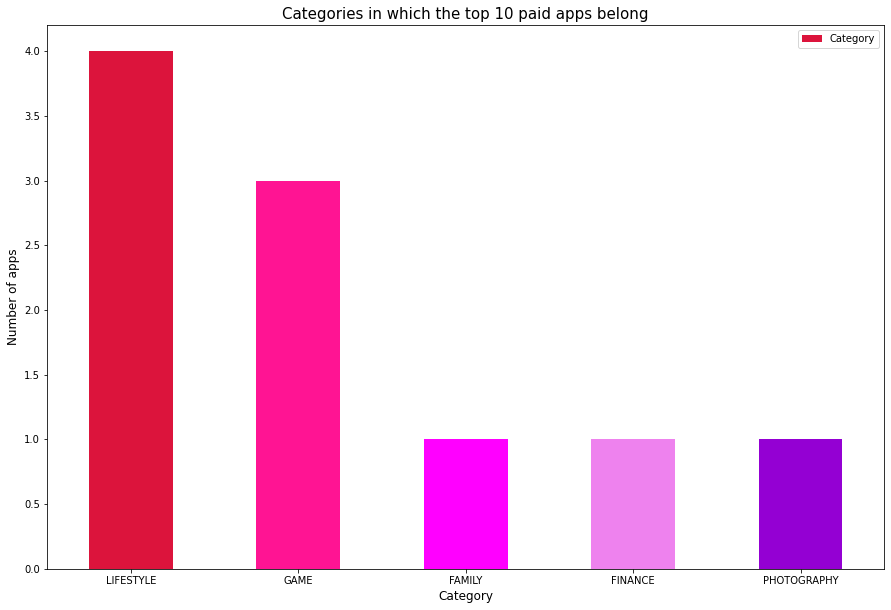 Categories in which the top 10 paid apps belong
Category
4.0
3.5
3.0
2.5
2.0
1.5
1.0
0.5
0.0
Number of apps
LIFESTYLE GAME FAMILY FINANCE PHOTOGRAPHY
Category